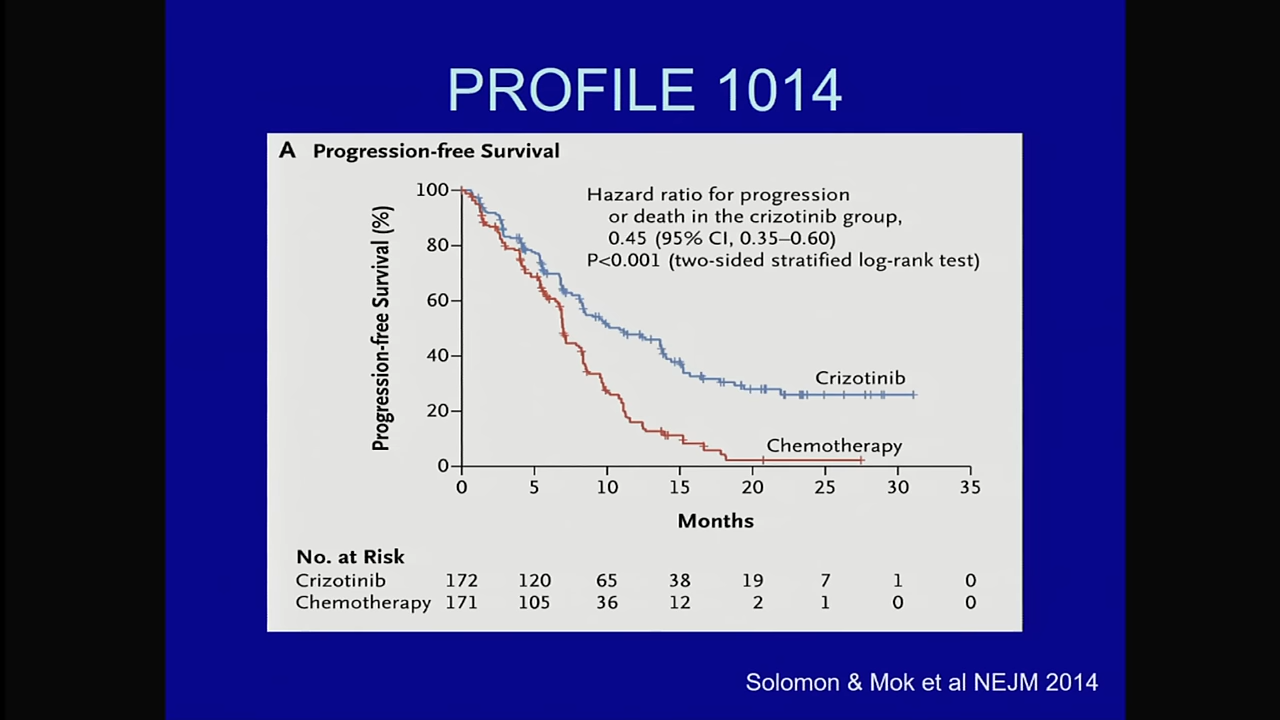 PROFILE 1014
A Progression-free Survival
Hazard ratio for progression
or death in the crizotinib group,
0.45 (95% CI, 0.35–0.60)
P<0.001 (two-sided stratified log-rank test)
Progression-free Survival (%)
100
80
60
40
20
0
Crizotinib
Chemotherapy
0 5 10 15 20 25 30 35
Months
No. at Risk
Crizotinib 172 120 65 38 19 7 1 0
Chemotherapy 171 105 36 12 2 1 0 0
Solomon & Mok et al NEJM 2014